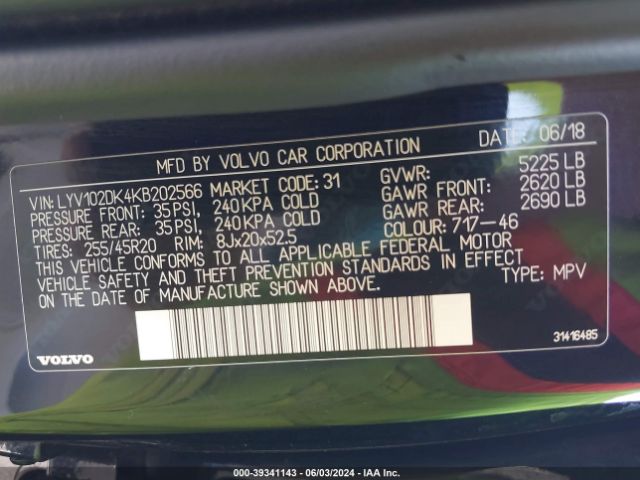 MFD BY VOLVO CAR CORPORATION DATE: 06/18
VIN: LYV102DK4KB202566 MARKET CODE: 31 GVWR: 5225 LB
PRESSURE FRONT: 35PSI, 240KPA COLD GAWR FRONT: 2620 LB
PRESSURE REAR: 35PSI, 240KPA COLD GAWR REAR: 2690 LB
TIRES: 255/45R20 RIM: 8Jx20x52.5 COLOUR: 717-46
THIS VEHICLE CONFORMS TO ALL APPLICABLE FEDERAL MOTOR
VEHICLE SAFETY AND THEFT PREVENTION STANDARDS IN EFFECT
ON THE DATE OF MANUFACTURE SHOWN ABOVE. TYPE: MPV
VOLVO 31416485
000-39341143 - 06/03/2024 - IAA Inc.